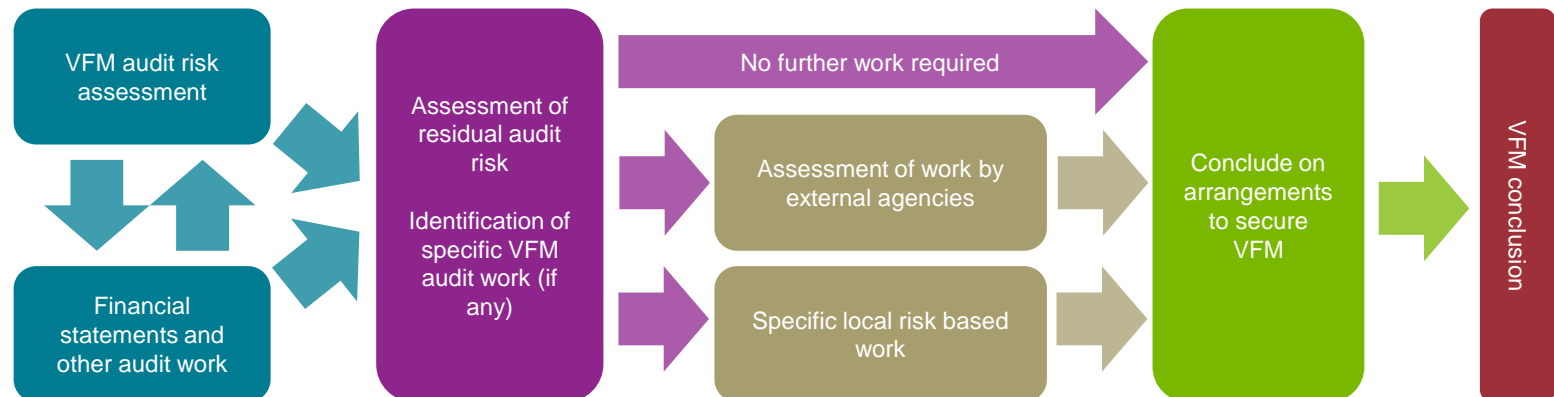 VFM audit risk
assessment
Financial
statements and
other audit work
Assessment of
residual audit
risk
Identification of
specific VFM
audit work (if
any)
No further work required
Assessment of work by
external agencies
Specific local risk based
work
Conclude on
arrangements
to secure
VFM
VFM conclusion